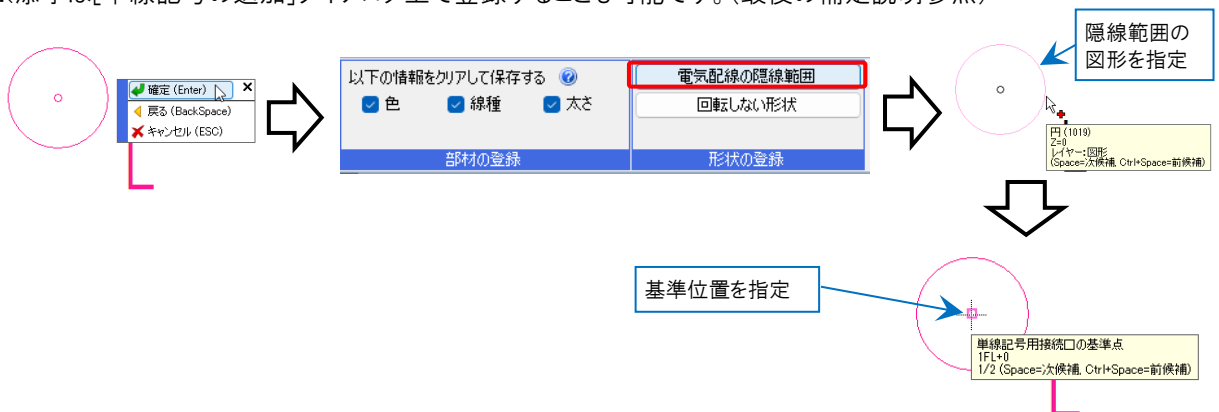 以下の情報をクリアして保存する
色
線種
太さ
部材の登録
電気配線の隠線範囲
回転しない形状
形状の登録
確定 (Enter)
戻る (BackSpace)
キャンセル (ESC)
隠線範囲の
図形を指定
円 (1019)
Z=0
レイヤー:図形
(Space=次候補, Ctrl+Space=前候補)
基準位置を指定
単線記号用接続口の基準点
1FL+0
1/2 (Space=次候補, Ctrl+Space=前候補)